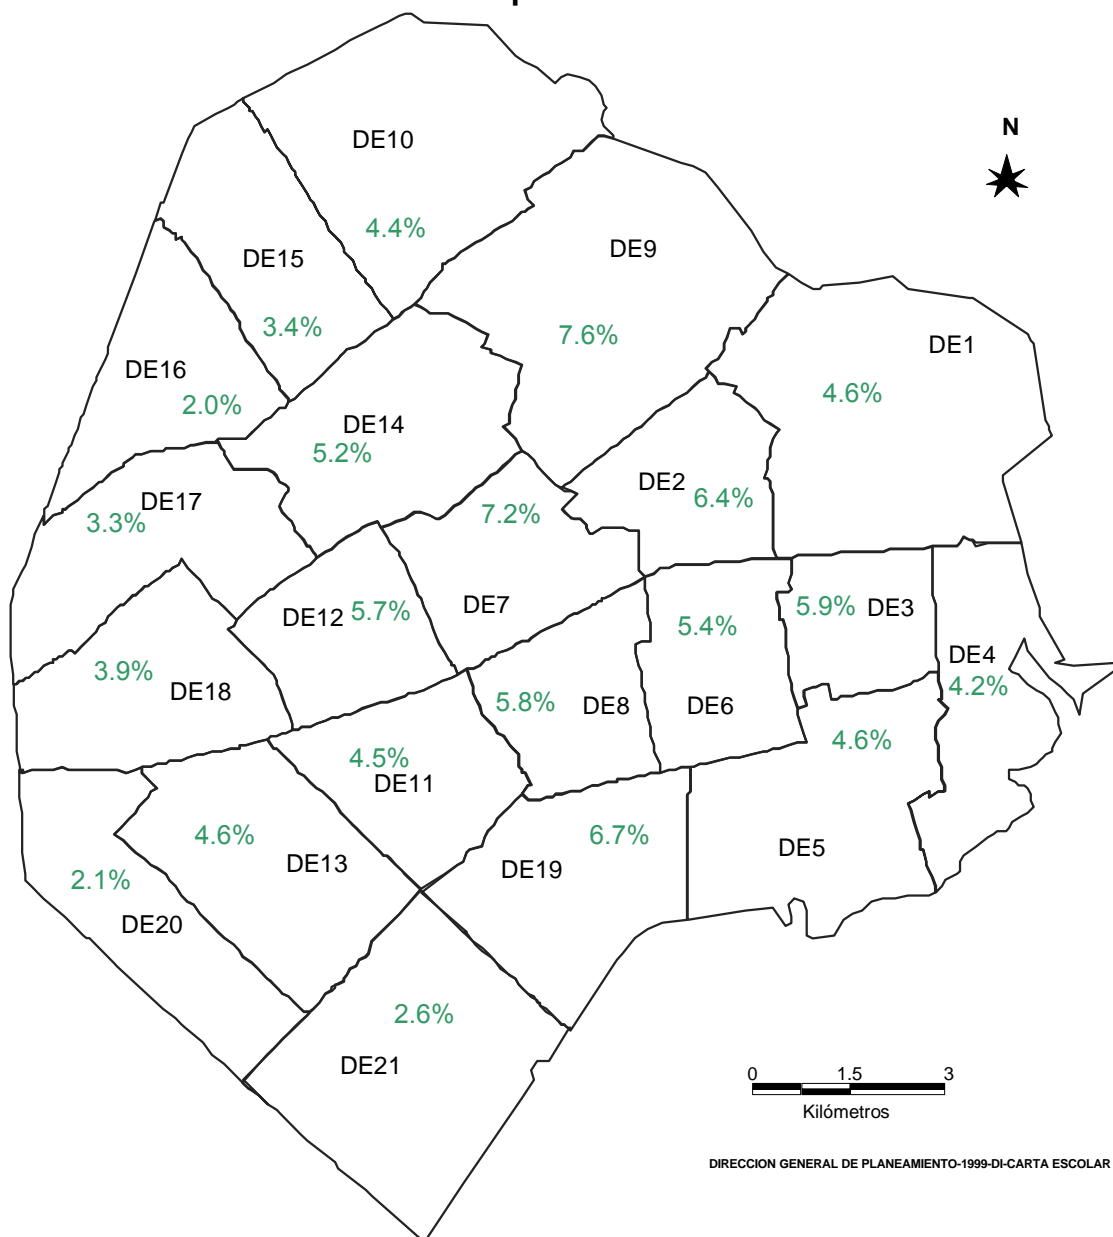 N
DE10
4.4%
DE9
7.6%
DE15
3.4%
DE1
4.6%
DE16
2.0%
DE14
5.2%
DE2
6.4%
DE17
3.3%
7.2%
DE7
DE12
5.7%
5.9%
DE3
5.4%
DE6
DE4
4.2%
3.9%
DE18
5.8%
DE8
4.6%
DE5
4.5%
DE11
4.6%
DE13
6.7%
DE19
2.1%
DE20
2.6%
DE21
0 1.5 3
Kilómetros
DIRECCION GENERAL DE PLANEAMIENTO-1999-DI-CARTA ESCOLAR